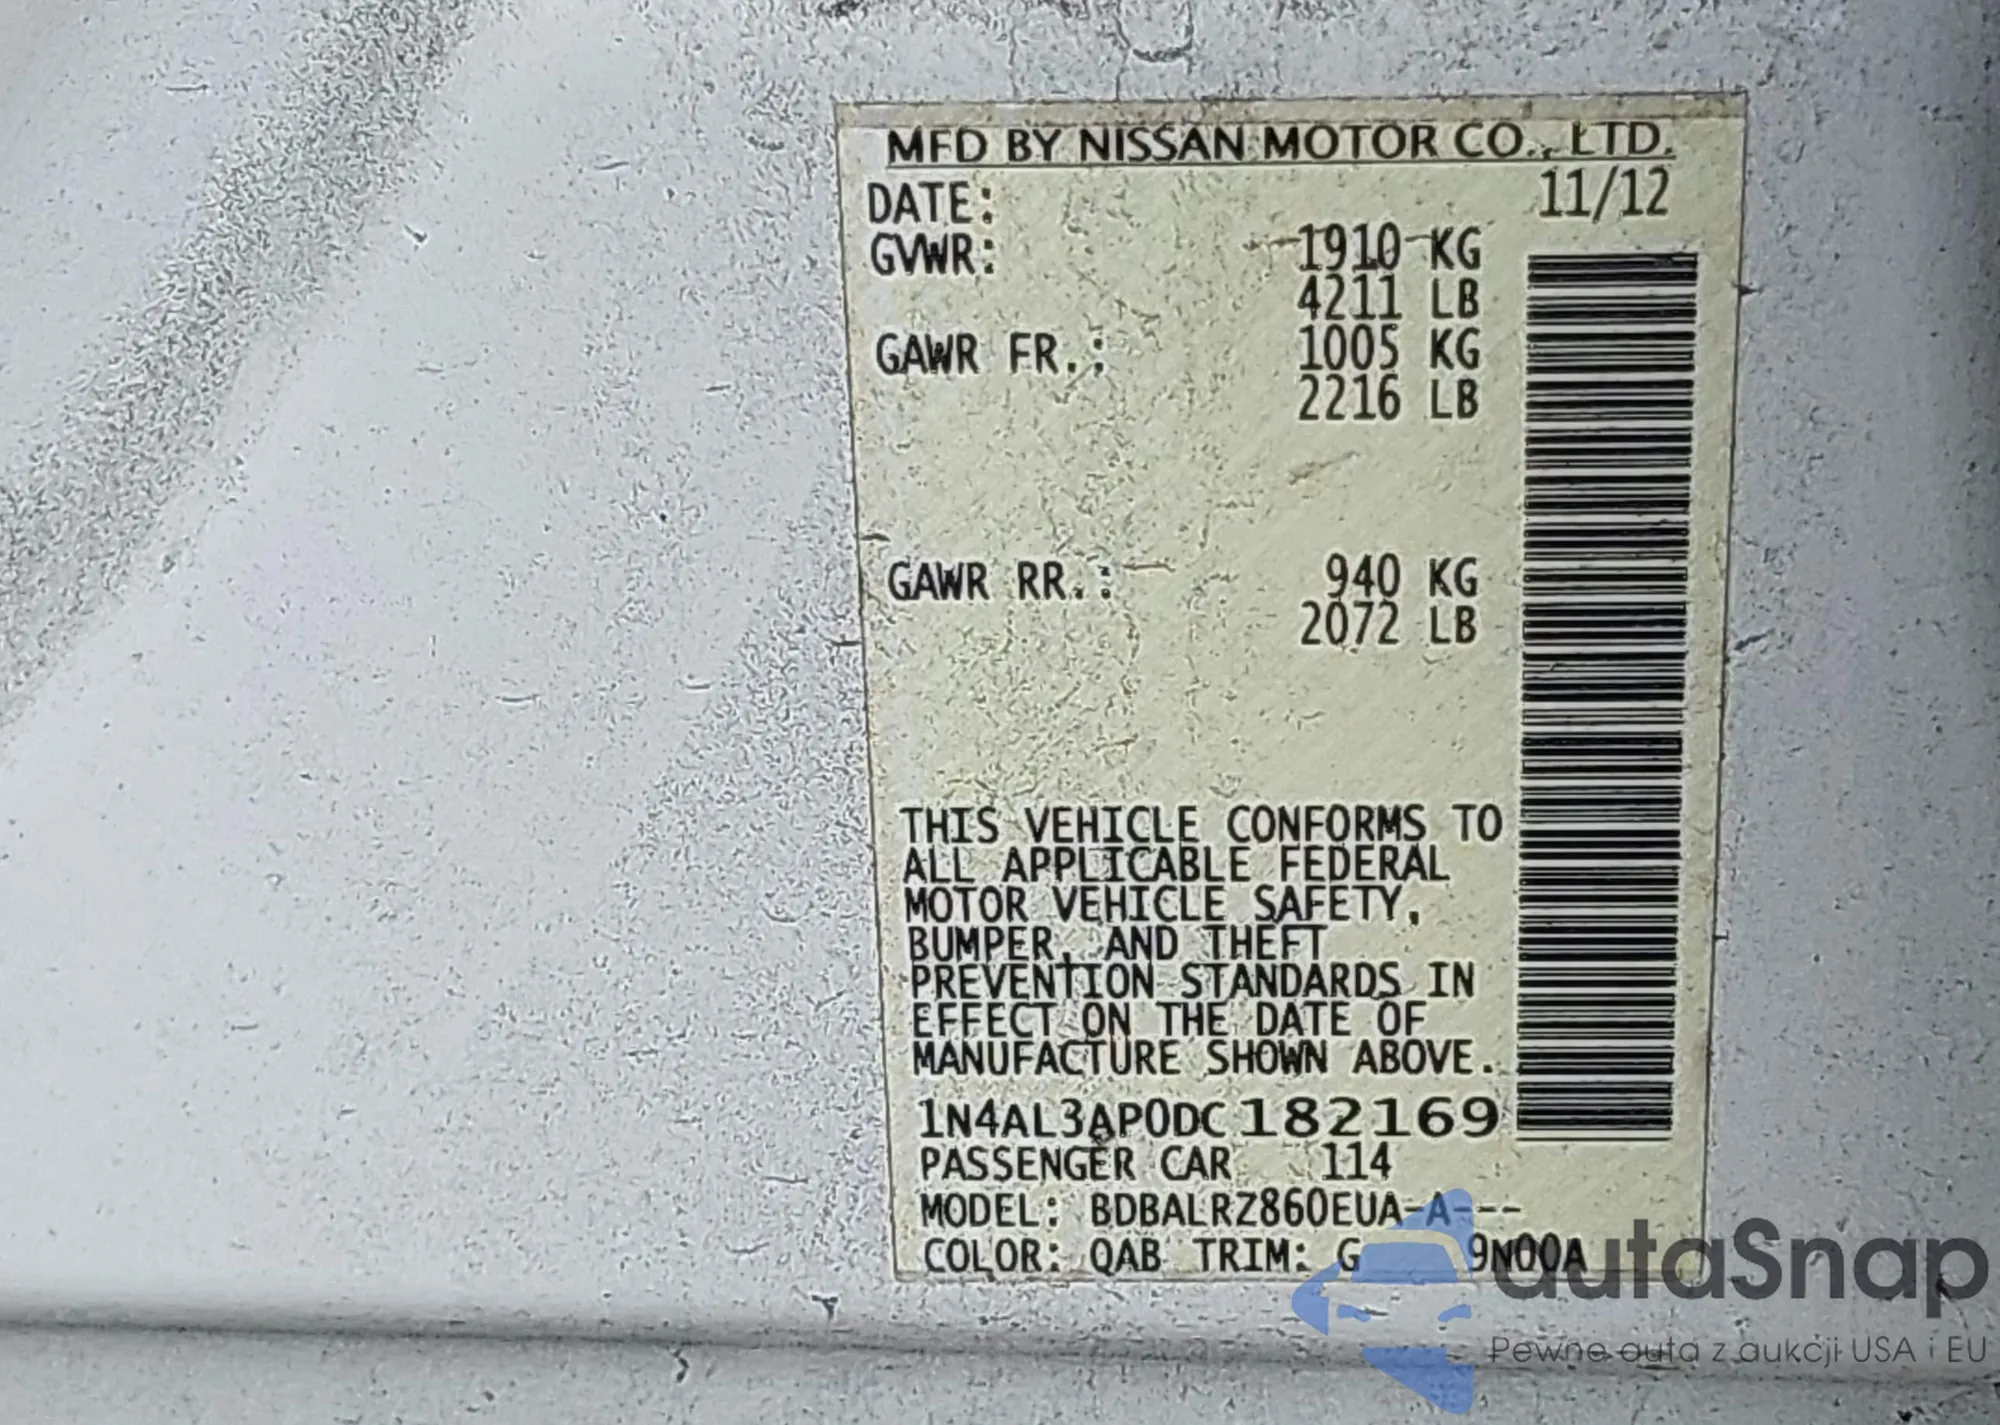 MFD BY NISSAN MOTOR CO., LTD.
DATE: 11/12
GVWR: 1910 KG
4211 LB
GAWR FR.: 1005 KG
2216 LB
GAWR RR.: 940 KG
2072 LB
THIS VEHICLE CONFORMS TO
ALL APPLICABLE FEDERAL
MOTOR VEHICLE SAFETY,
BUMPER, AND THEFT
PREVENTION STANDARDS IN
EFFECT ON THE DATE OF
MANUFACTURE SHOWN ABOVE.
1N4AL3AP0DC182169
PASSENGER CAR 114
MODEL: BDBALRZ860EUA-A---
COLOR: QAB TRIM: G 9N00A
autaSnap
Pewne auta z aukcji USA i EU